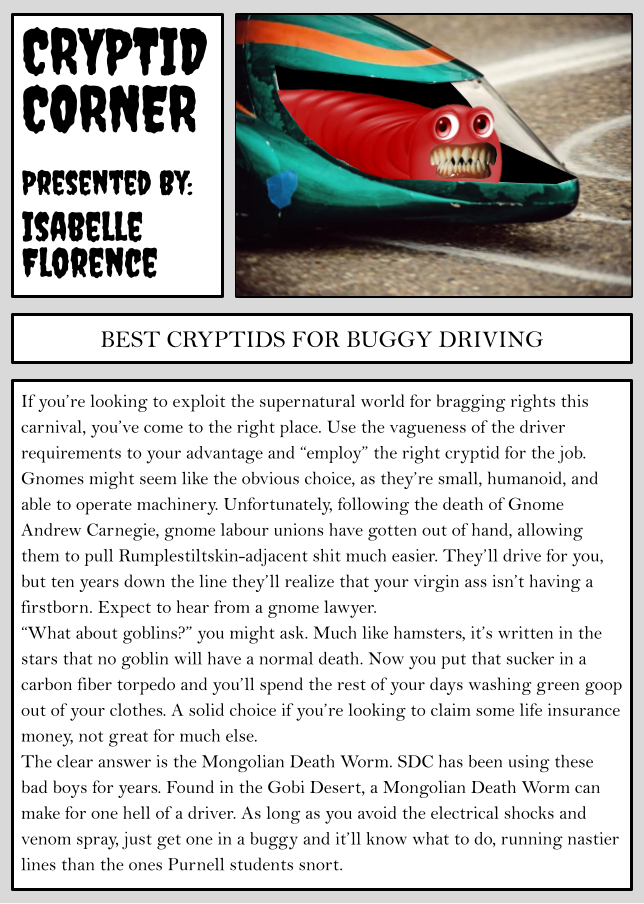 CRYPTID
CORNER
PRESENTED BY:
ISABELLE
FLORENCE
BEST CRYPTIDS FOR BUGGY DRIVING
If you’re looking to exploit the supernatural world for bragging rights this
carnival, you’ve come to the right place. Use the vagueness of the driver
requirements to your advantage and “employ” the right cryptid for the job.
Gnomes might seem like the obvious choice, as they’re small, humanoid, and
able to operate machinery. Unfortunately, following the death of Gnome
Andrew Carnegie, gnome labour unions have gotten out of hand, allowing
them to pull Rumplestiltskin-adjacent shit much easier. They’ll drive for you,
but ten years down the line they’ll realize that your virgin ass isn’t having a
firstborn. Expect to hear from a gnome lawyer.
“What about goblins?” you might ask. Much like hamsters, it’s written in the
stars that no goblin will have a normal death. Now you put that sucker in a
carbon fiber torpedo and you’ll spend the rest of your days washing green goop
out of your clothes. A solid choice if you’re looking to claim some life insurance
money, not great for much else.
The clear answer is the Mongolian Death Worm. SDC has been using these
bad boys for years. Found in the Gobi Desert, a Mongolian Death Worm can
make for one hell of a driver. As long as you avoid the electrical shocks and
venom spray, just get one in a buggy and it’ll know what to do, running nastier
lines than the ones Purnell students snort.